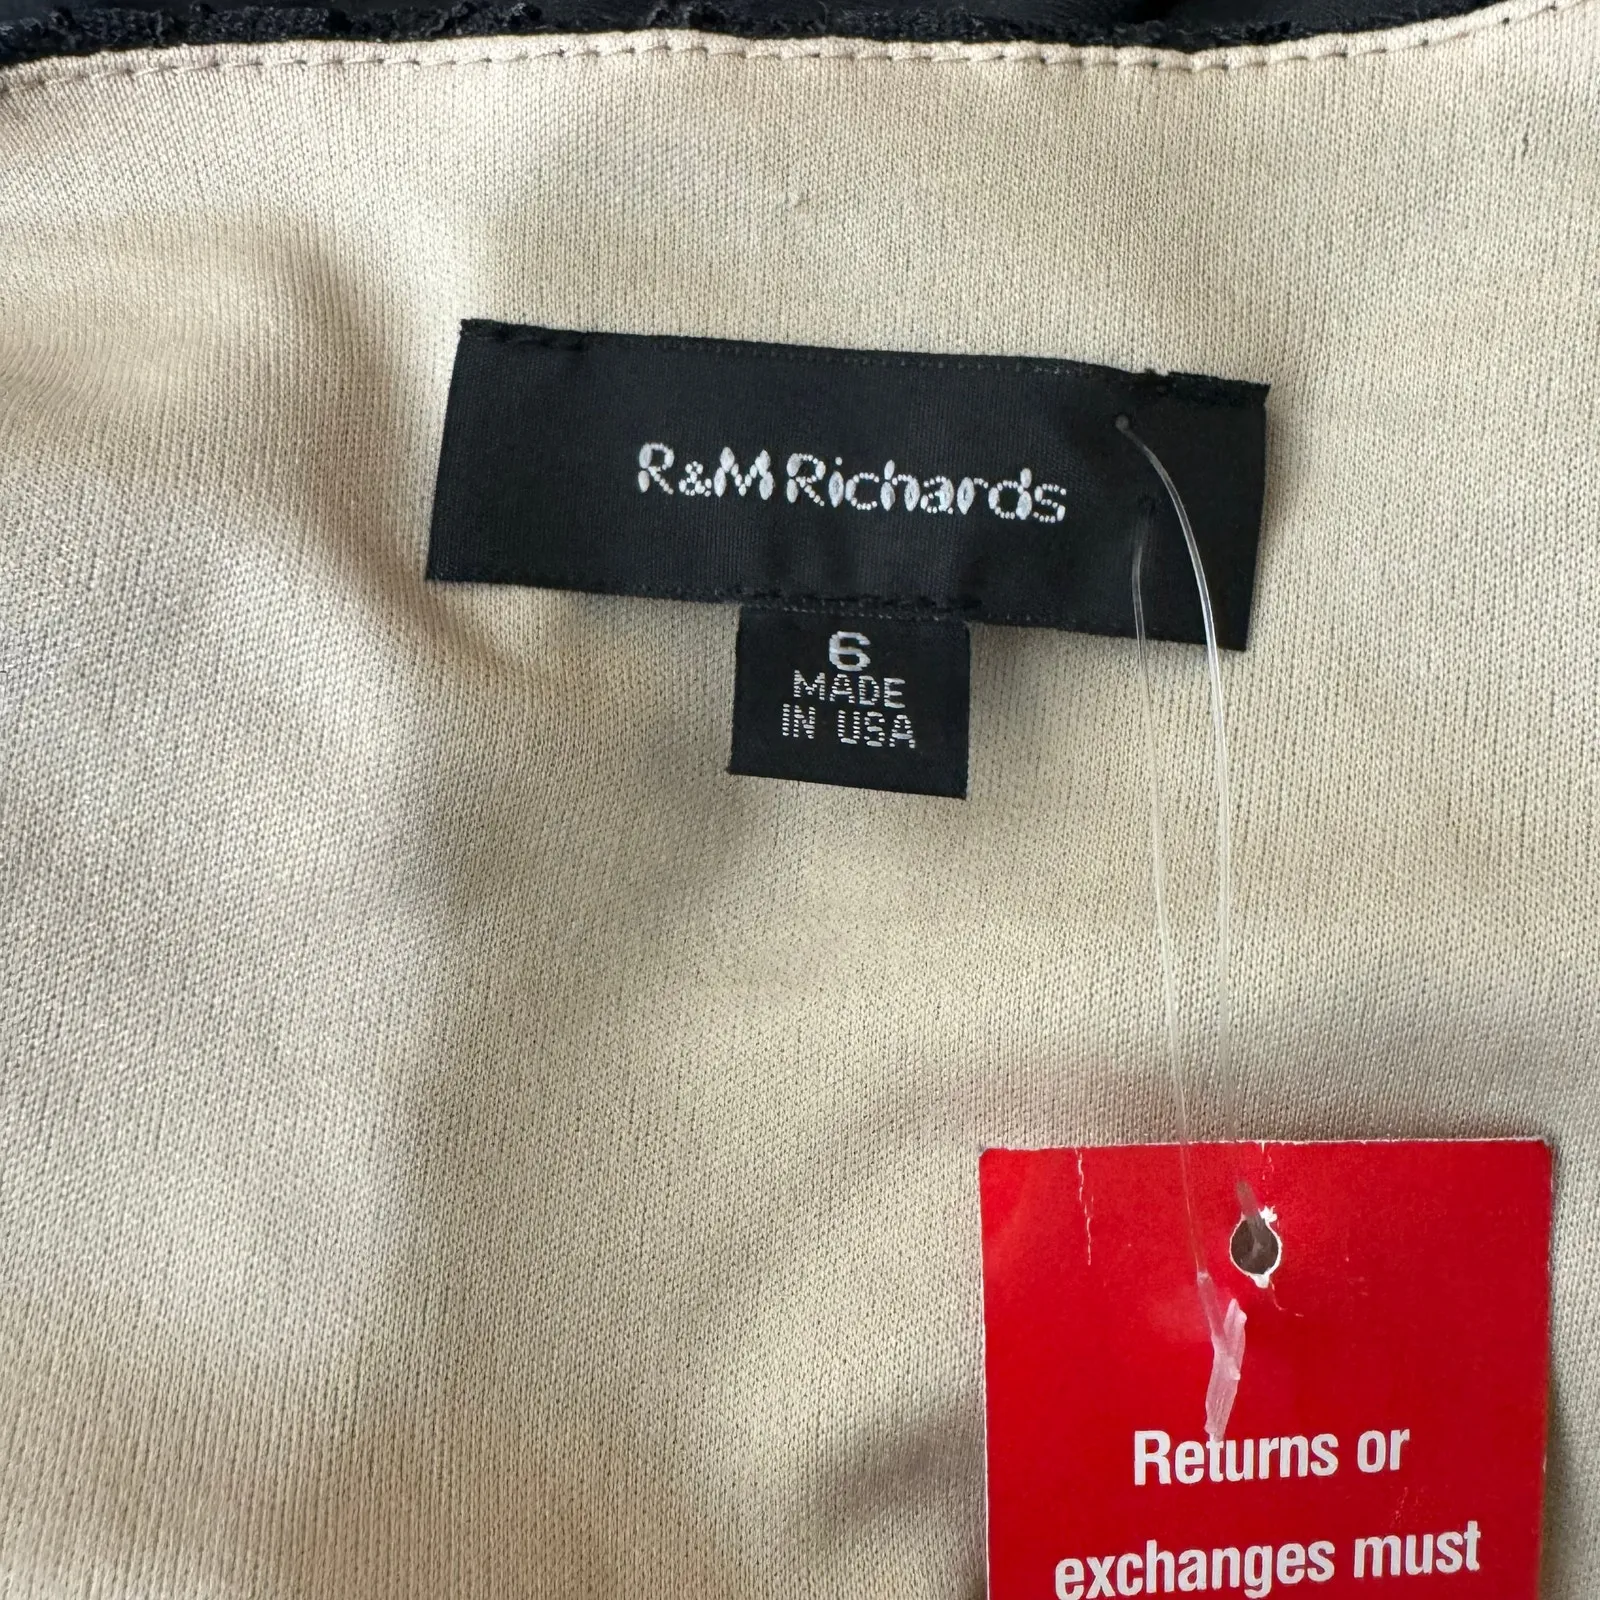 R&M Richards
6
MADE
IN USA
Returns or
exchanges must